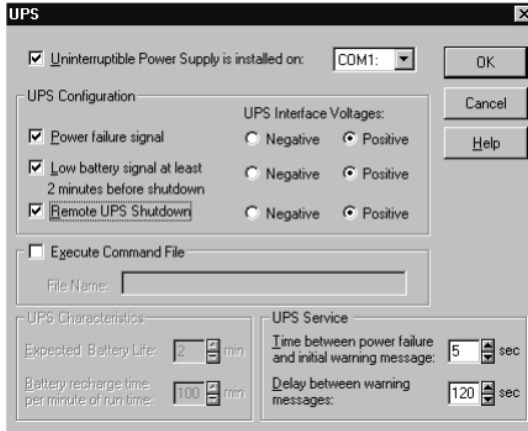 UPS
Uninterruptible Power Supply is installed on: COM1: OK
UPS Configuration
UPS Interface Voltages:
Cancel
Power failure signal Negative Positive
Help
Low battery signal at least
2 minutes before shutdown Negative Positive
Remote UPS Shutdown Negative Positive
Execute Command File
File Name:
UPS Characteristics
Expected Battery Life: 2 min
Battery recharge time
per minute of run time: 100 min
UPS Service
Time between power failure
and initial warning message: 5 sec
Delay between warning
messages: 120 sec